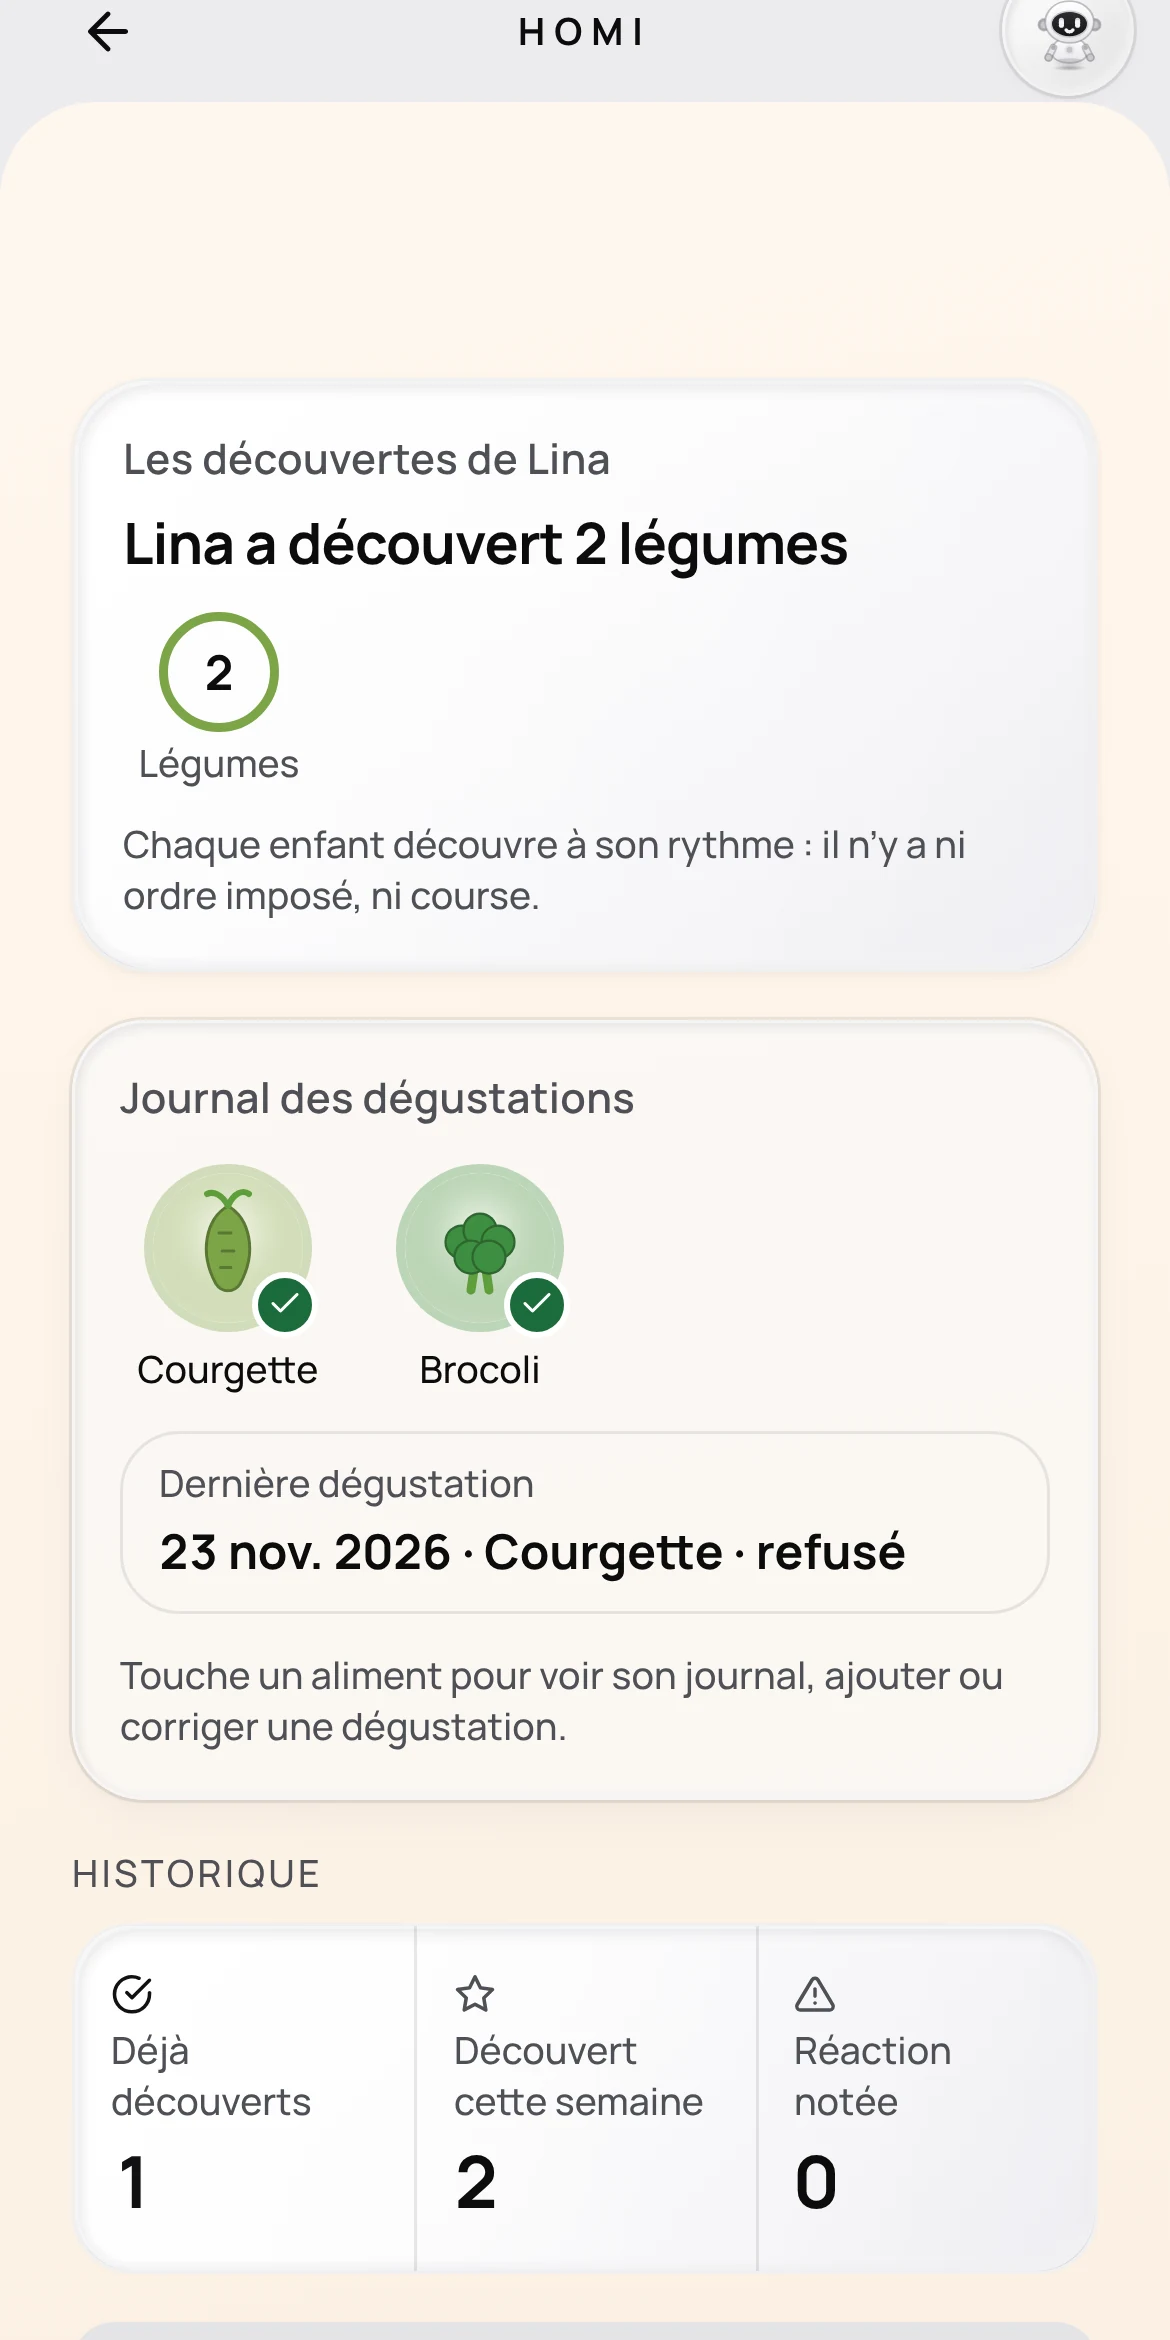 HOMI
Les découvertes de Lina
Lina a découvert 2 légumes
2
Légumes
Chaque enfant découvre à son rythme : il n’y a ni
ordre imposé, ni course.
Journal des dégustations
Courgette
Brocoli
Dernière dégustation
23 nov. 2026 · Courgette · refusé
Touche un aliment pour voir son journal, ajouter ou
corriger une dégustation.
HISTORIQUE
Déjà
découverts
1
Découvert
cette semaine
2
Réaction
notée
0